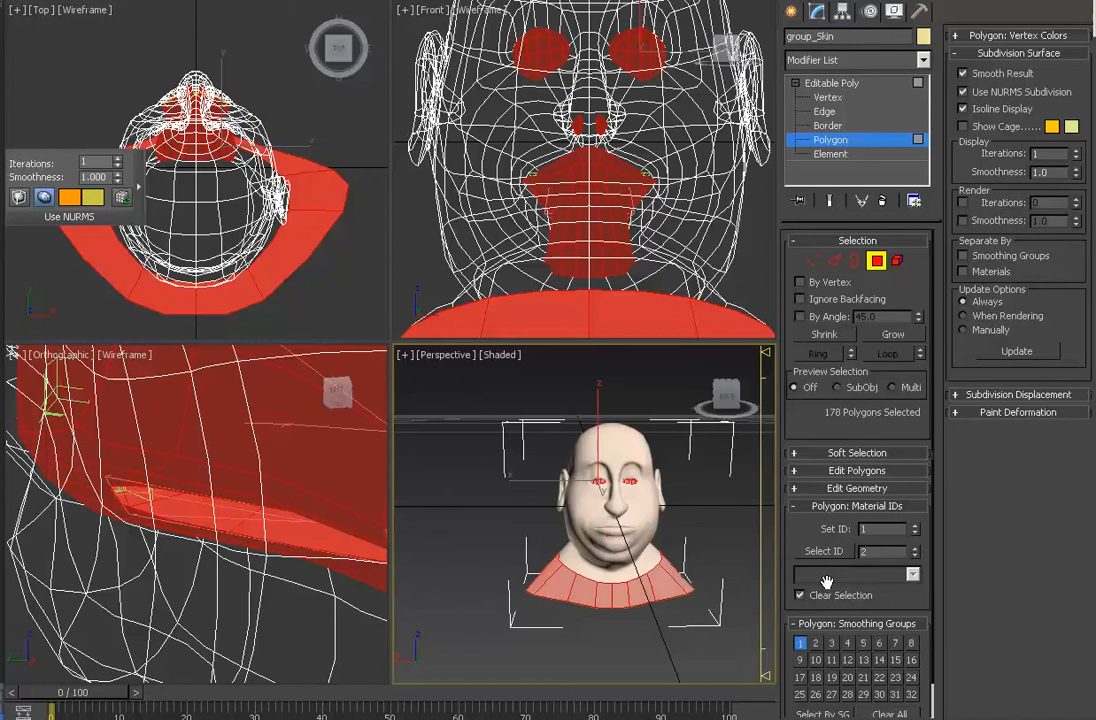 [+] [Top] [Wireframe]
TOP
y
x
Iterations: 1
Smoothness: 1.000
Use NURMS
[+] [Front] [Wireframe]
[+] [Orthographic] [Wireframe]
[+] [Perspective] [Shaded]
z
x
y
0 / 100
0 10 20 30 40 50 60 70 80 90 100
group_Skin
Modifier List
Editable Poly
Vertex
Edge
Border
Polygon
Element
Selection
By Vertex
Ignore Backfacing
By Angle: 45.0
Shrink Grow
Ring Loop
Preview Selection
Off SubObj Multi
178 Polygons Selected
+ Soft Selection
+ Edit Polygons
+ Edit Geometry
- Polygon: Material IDs
Set ID: 1
Select ID 2
Clear Selection
- Polygon: Smoothing Groups
1 2 3 4 5 6 7 8
9 10 11 12 13 14 15 16
17 18 19 20 21 22 23 24
25 26 27 28 29 30 31 32
Select By SG Clear All
+ Polygon: Vertex Colors
- Subdivision Surface
Smooth Result
Use NURMS Subdivision
Isoline Display
Show Cage......
Display
Iterations: 1
Smoothness: 1.0
Render
Iterations: 0
Smoothness: 1.0
Separate By
Smoothing Groups
Materials
Update Options
Always
When Rendering
Manually
Update
+ Subdivision Displacement
+ Paint Deformation